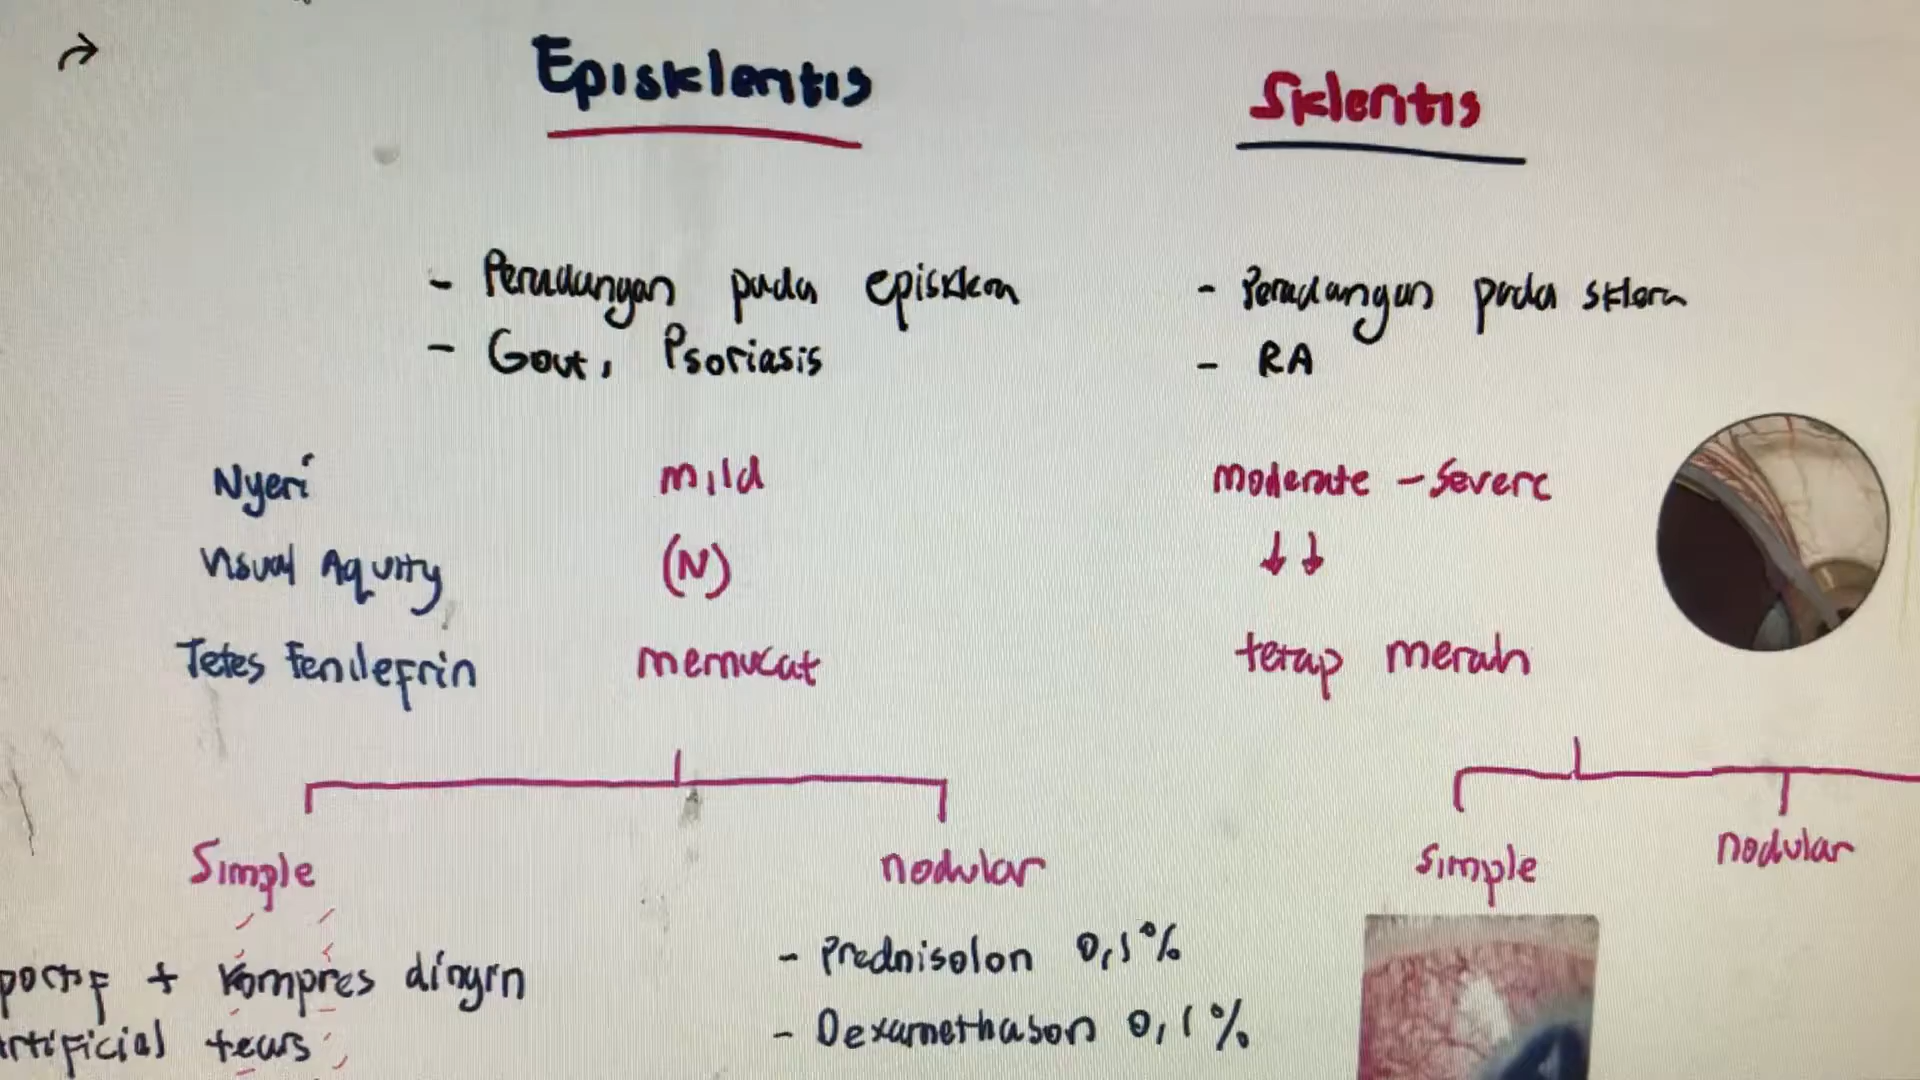 Episkleritis
Skleritis
- Peradangan pada episklera
- Gout, Psoriasis
- Peradangan pada sklera
- RA
Nyeri mild moderate - Severe
Visual Aquity (N) ↓↓
Tetes Fenilefrin memucat tetap merah
Simple nodular
simple nodular
+ Kompres dingin
artificial tears
- Prednisolon 0,1%
- Dexamethason 0,1%